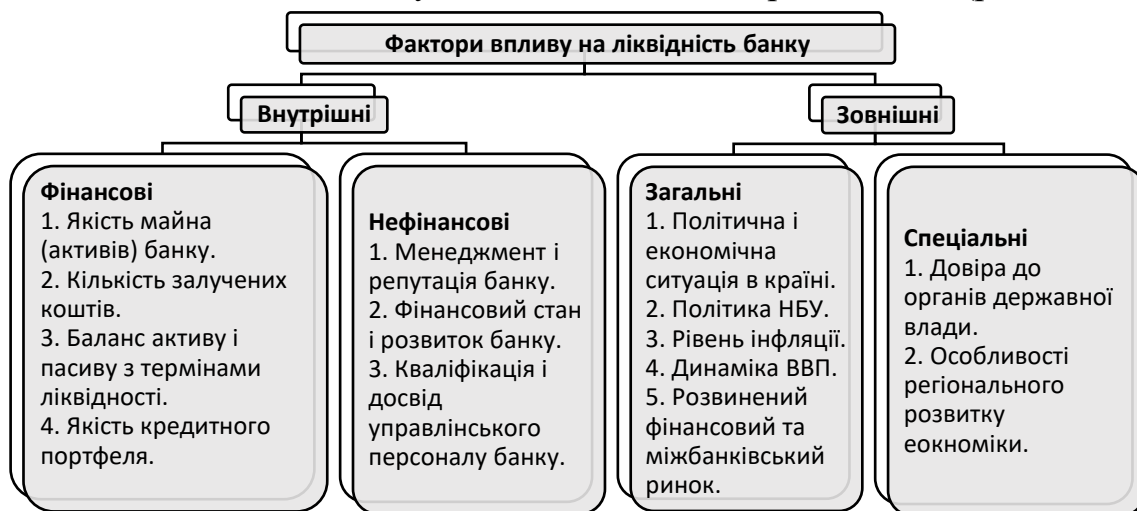 Фактори впливу на ліквідність банку
Внутрішні
Зовнішні
Фінансові
1. Якість майна
(активів) банку.
2. Кількість залучених
коштів.
3. Баланс активу і
пасиву з термінами
ліквідності.
4. Якість кредитного
портфеля.
Нефінансові
1. Менеджмент і
репутація банку.
2. Фінансовий стан
і розвиток банку.
3. Кваліфікація і
досвід
управлінського
персоналу банку.
Загальні
1. Політична і
економічна
ситуація в країні.
2. Політика НБУ.
3. Рівень інфляції.
4. Динаміка ВВП.
5. Розвинений
фінансовий та
міжбанківський
ринок.
Спеціальні
1. Довіра до
органів державної
влади.
2. Особливості
регіонального
розвитку
еокноміки.